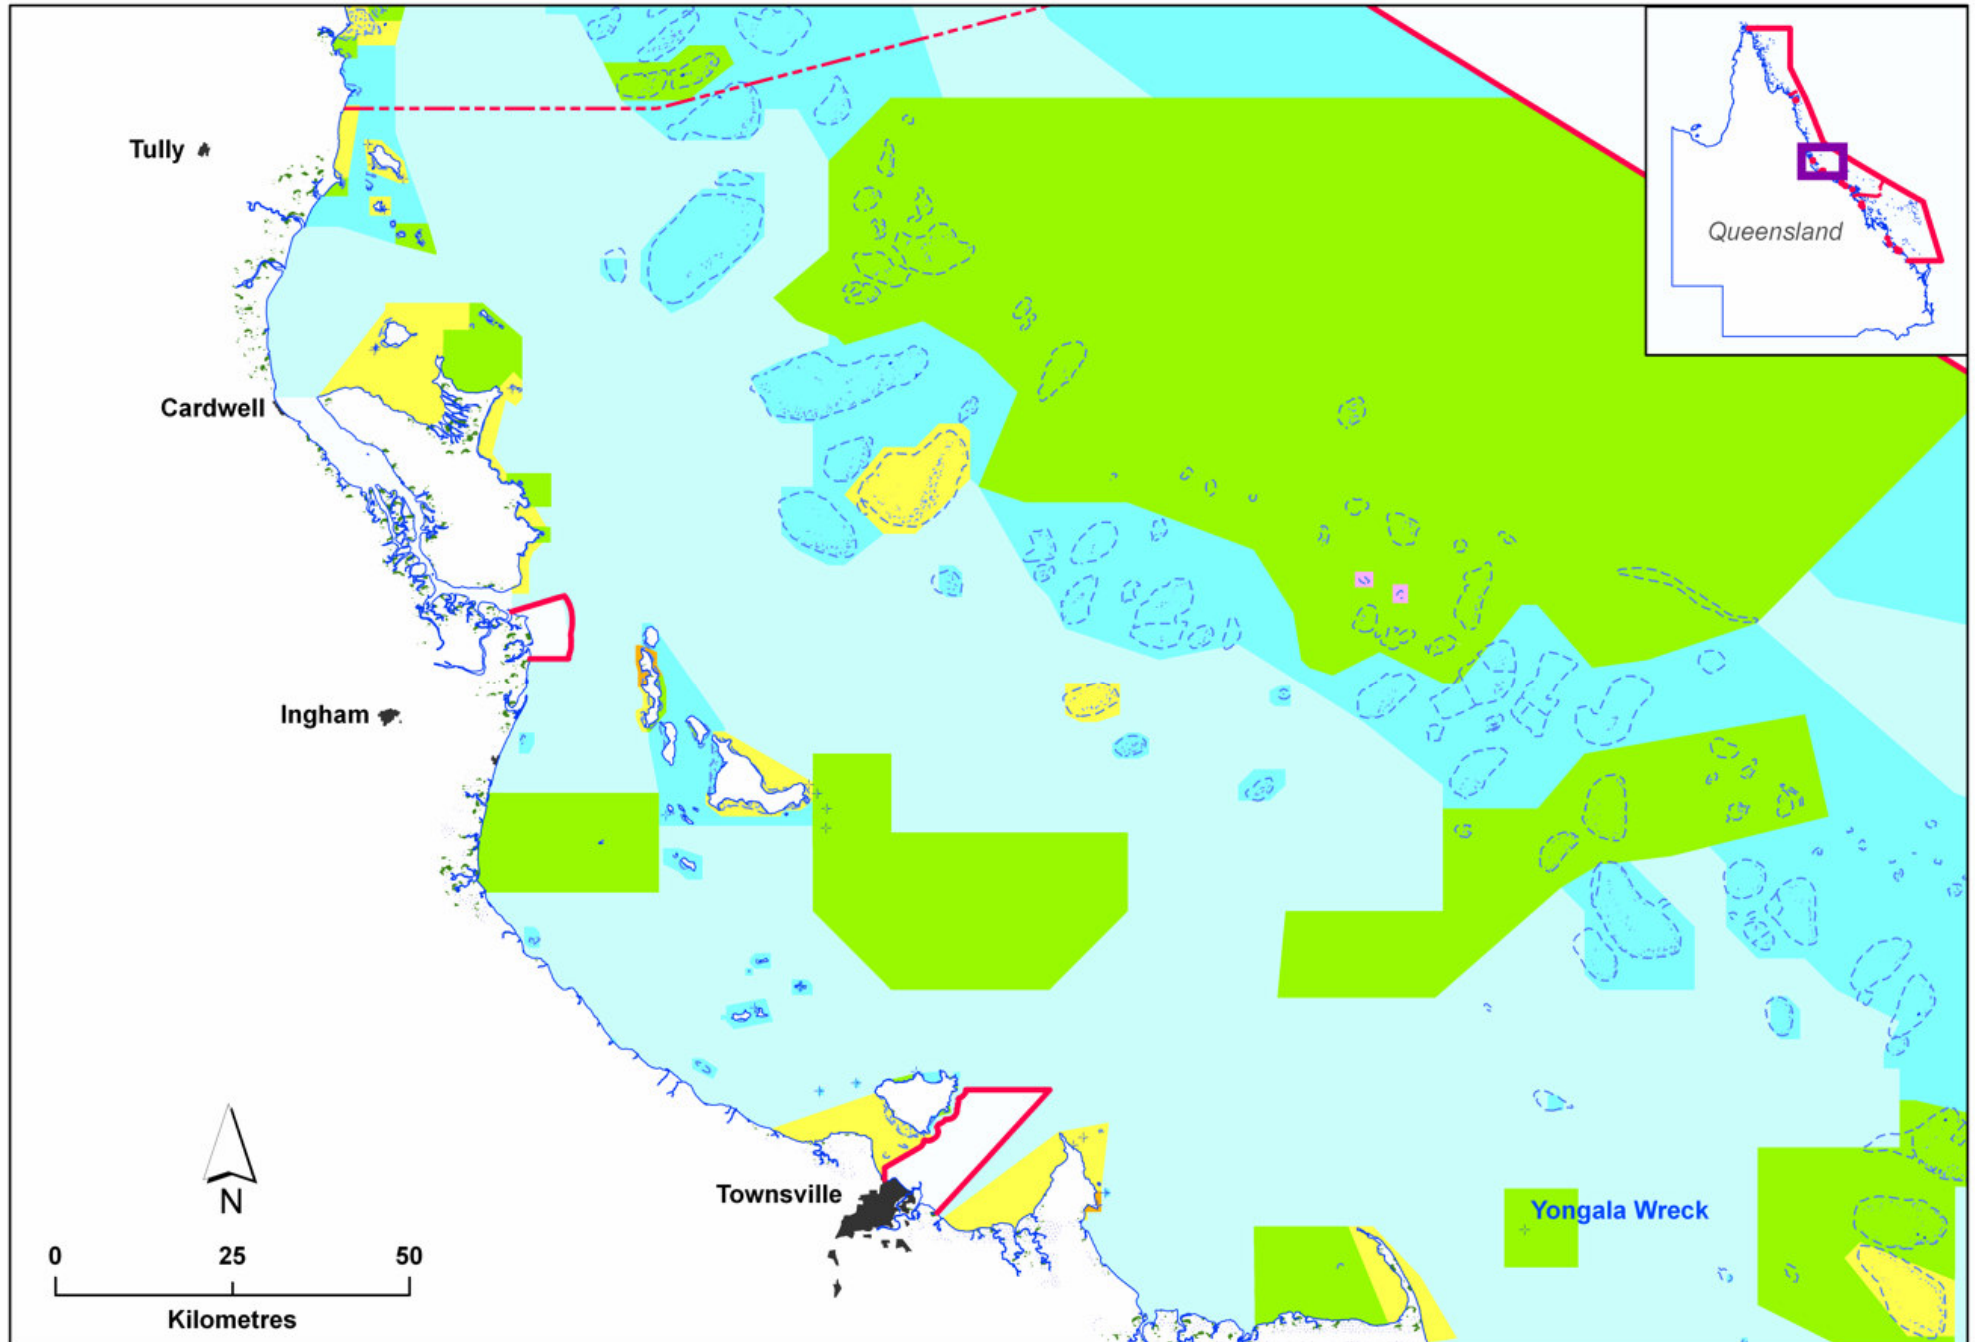 Tully
Queensland
Cardwell
Ingham
Townsville
Yongala Wreck
N
0 25 50
Kilometres